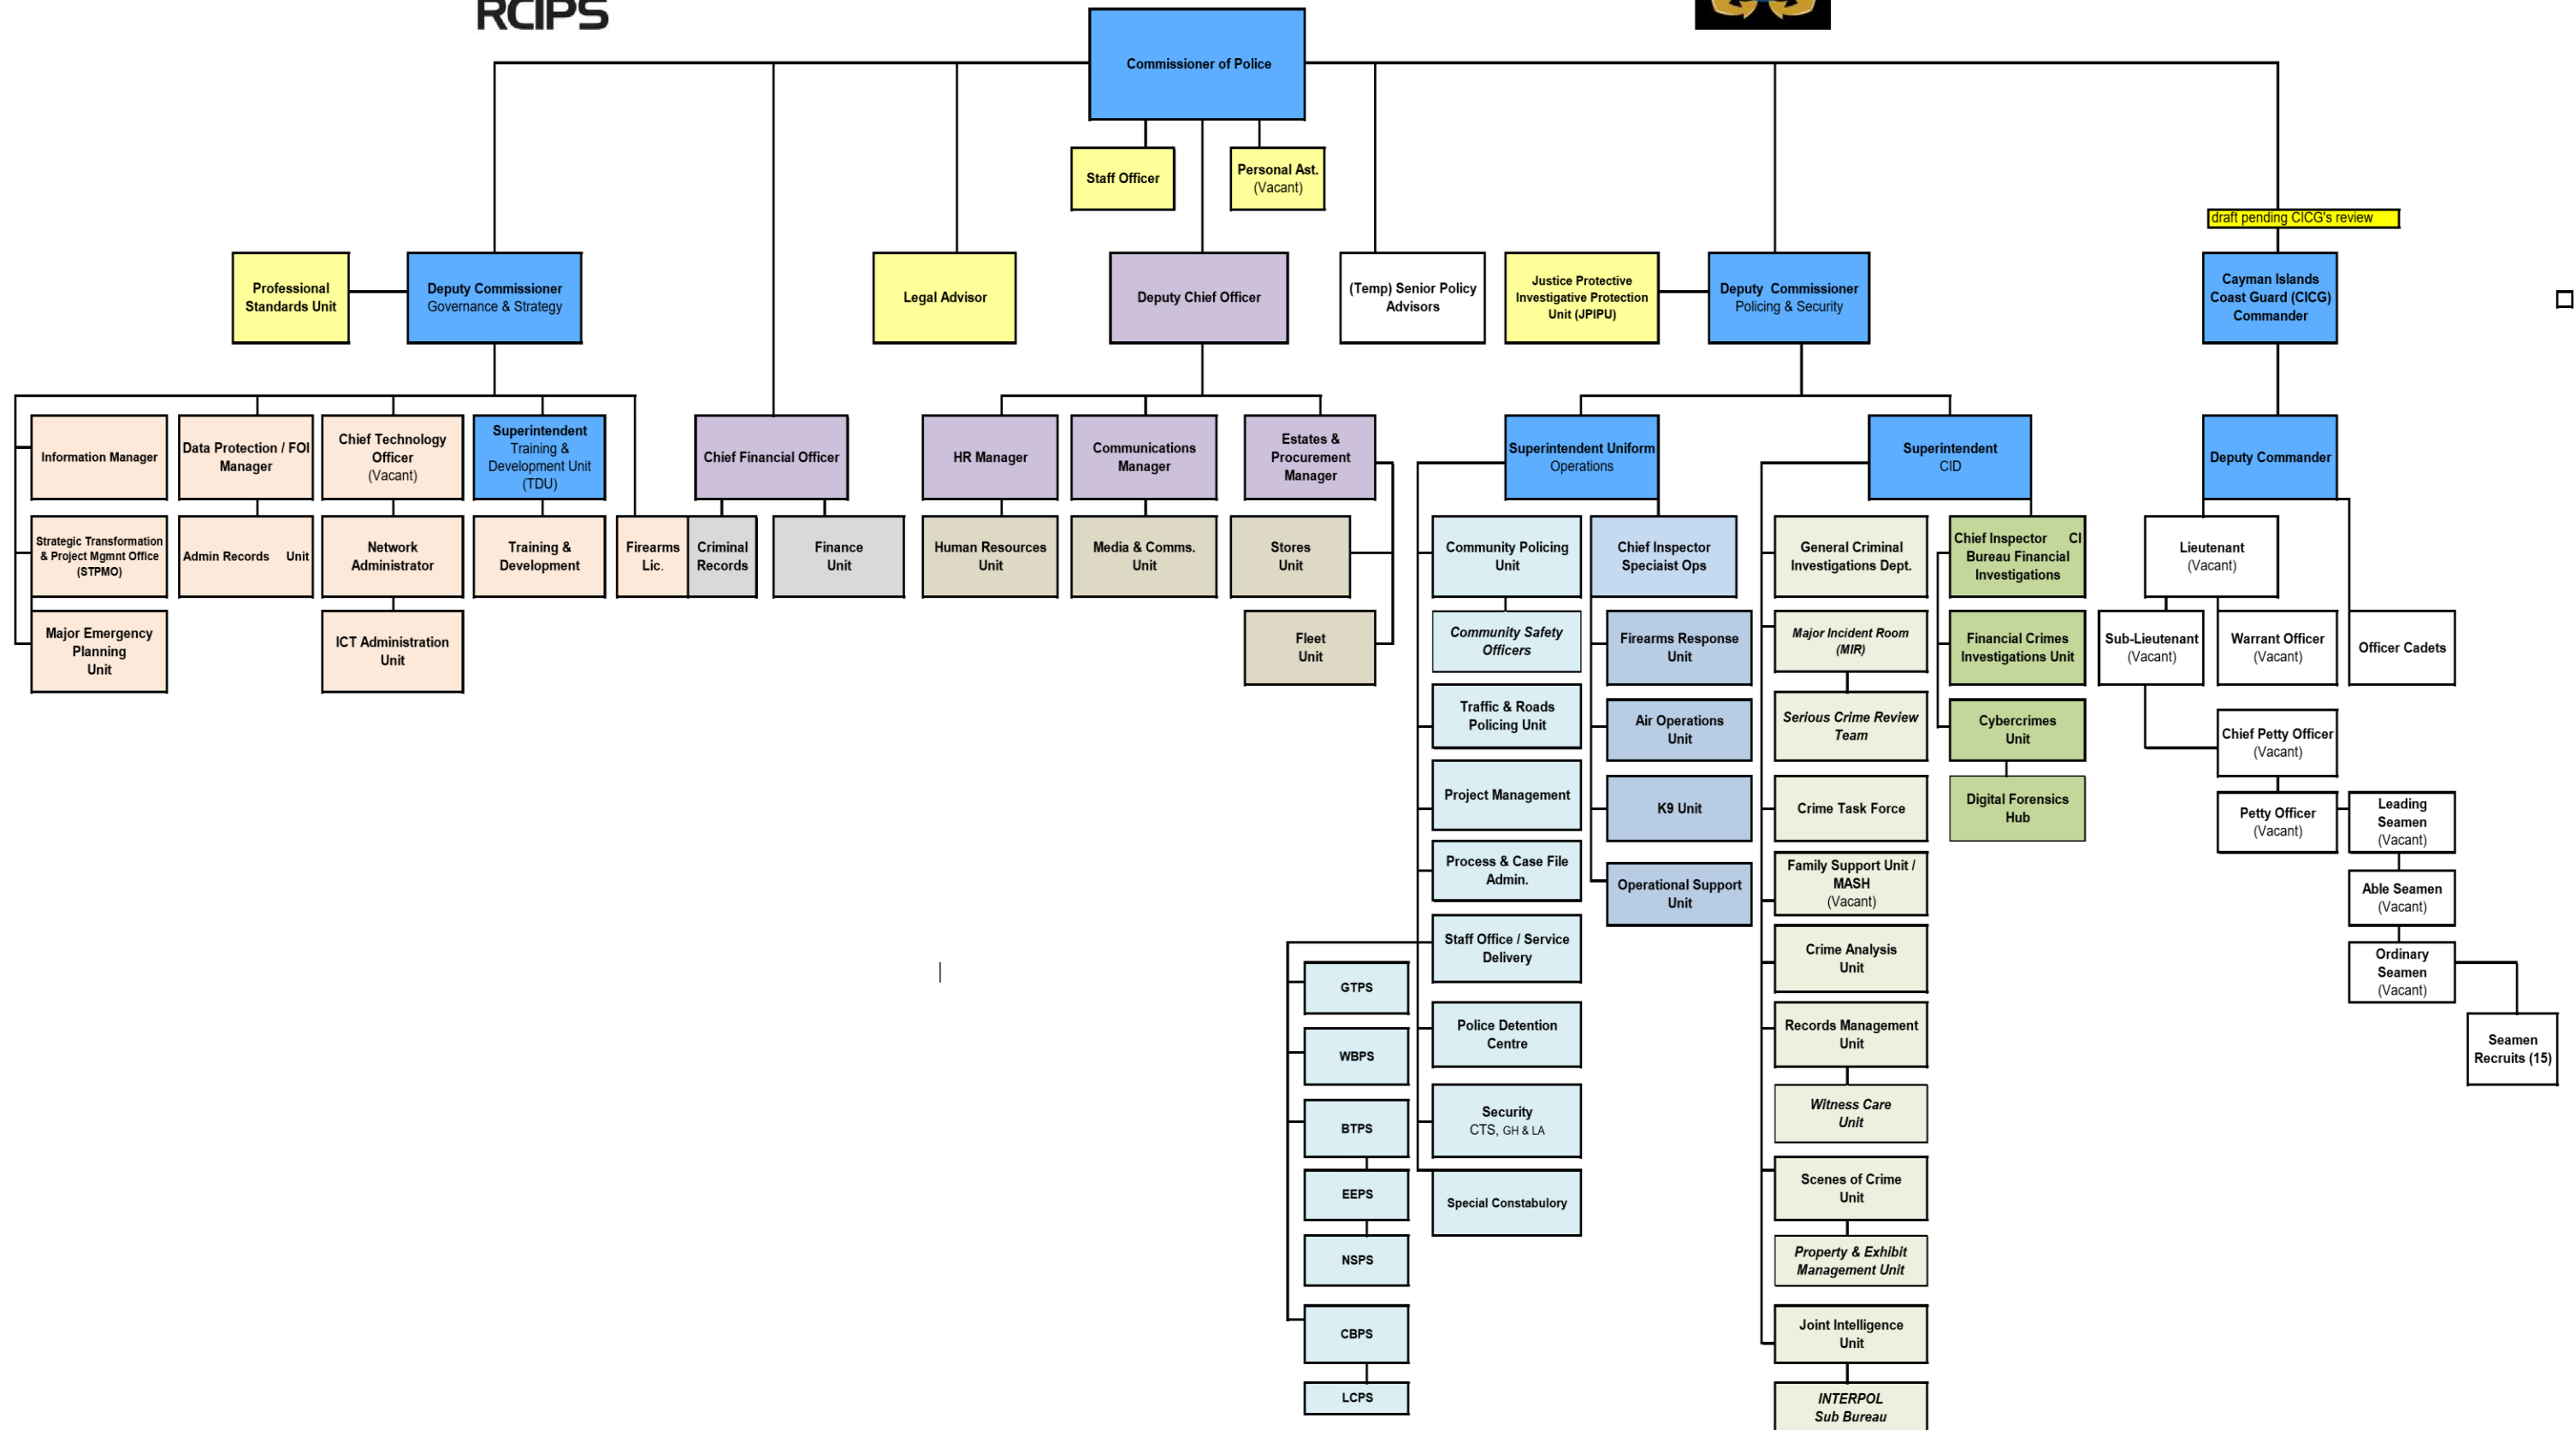 RCIPS
Commissioner of Police
Staff Officer
Personal Ast.
(Vacant)
draft pending CICG's review
Professional
Standards Unit
Deputy Commissioner
Governance & Strategy
Legal Advisor
Deputy Chief Officer
(Temp) Senior Policy
Advisors
Justice Protective
Investigative Protection
Unit (JPIPU)
Deputy Commissioner
Policing & Security
Cayman Islands
Coast Guard (CICG)
Commander
Information Manager
Data Protection / FOI
Manager
Chief Technology
Officer
(Vacant)
Superintendent
Training &
Development Unit
(TDU)
Chief Financial Officer
HR Manager
Communications
Manager
Estates &
Procurement
Manager
Superintendent Uniform
Operations
Superintendent
CID
Deputy Commander
Strategic Transformation
& Project Mgmnt Office
(STPMO)
Admin Records Unit
Network
Administrator
Training &
Development
Firearms
Lic.
Criminal
Records
Finance
Unit
Human Resources
Unit
Media & Comms.
Unit
Stores
Unit
Community Policing
Unit
Chief Inspector
Speciaist Ops
General Criminal
Investigations Dept.
Chief Inspector CI
Bureau Financial
Investigations
Lieutenant
(Vacant)
Major Emergency
Planning
Unit
ICT Administration
Unit
Fleet
Unit
Community Safety
Officers
Firearms Response
Unit
Major Incident Room
(MIR)
Financial Crimes
Investigations Unit
Sub-Lieutenant
(Vacant)
Warrant Officer
(Vacant)
Officer Cadets
Traffic & Roads
Policing Unit
Air Operations
Unit
Serious Crime Review
Team
Cybercrimes
Unit
Chief Petty Officer
(Vacant)
Project Management
K9 Unit
Crime Task Force
Digital Forensics
Hub
Petty Officer
(Vacant)
Leading
Seamen
(Vacant)
Process & Case File
Admin.
Operational Support
Unit
Family Support Unit /
MASH
(Vacant)
Able Seamen
(Vacant)
Staff Office / Service
Delivery
Crime Analysis
Unit
Ordinary
Seamen
(Vacant)
GTPS
Police Detention
Centre
Records Management
Unit
Seamen
Recruits (15)
WBPS
Security
CTS, GH & LA
Witness Care
Unit
BTPS
EEPS
Special Constabulory
Scenes of Crime
Unit
NSPS
Property & Exhibit
Management Unit
CBPS
Joint Intelligence
Unit
LCPS
INTERPOL
Sub Bureau